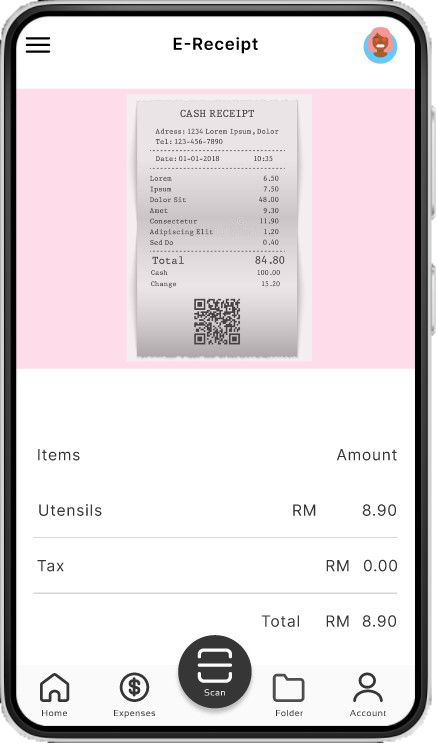 E-Receipt
CASH RECEIPT
Adress: 1234 Lorem Ipsum, Dolor
Tel: 123-456-7890
Date: 01-01-2018 10:35
Lorem 6.50
Ipsum 7.50
Dolor Sit 48.00
Amet 9.30
Consectetur 11.90
Adipiscing Elit 1.20
Sed Do 0.40
Total 84.80
Cash 100.00
Change 15.20
Items Amount
Utensils RM 8.90
Tax RM 0.00
Total RM 8.90
Home Expenses Scan Folder Account